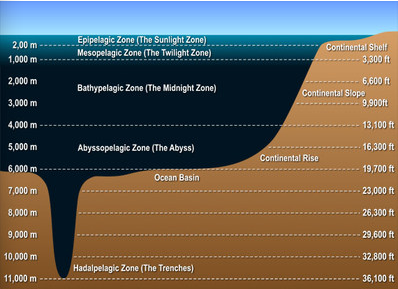 Epipelagic Zone (The Sunlight Zone)
2,00 m
Continental Shelf
Mesopelagic Zone (The Twilight Zone)
1,000 m
3,300 ft
2,000 m
6,600 ft
Bathypelagic Zone (The Midnight Zone)
Continental Slope
3,000 m
9,900ft
4,000 m
13,100 ft
Abyssopelagic Zone (The Abyss)
5,000 m
16,300 ft
Continental Rise
6,000 m
19,700 ft
Ocean Basin
7,000 m
23,000 ft
8,000 m
26,300 ft
9,000 m
29,600 ft
10,000 m
32,800 ft
Hadalpelagic Zone (The Trenches)
11,000 m
36,100 ft